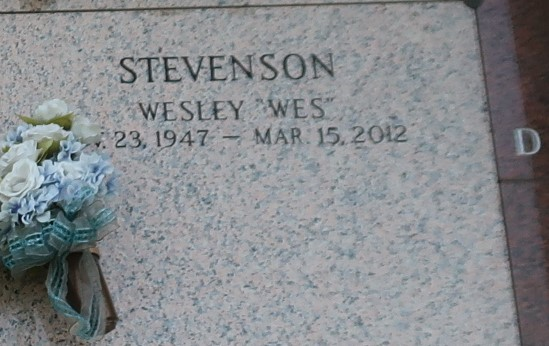 STEVENSON
WESLEY "WES"
23, 1947 – MAR. 15, 2012
D